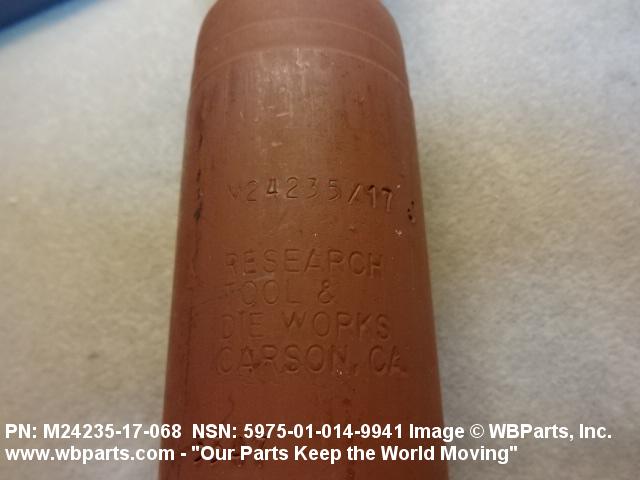 M24235/17
RESEARCH
TOOL &
DIE WORKS
CARSON, CA
PN: M24235-17-068 NSN: 5975-01-014-9941 Image © WBParts, Inc.
www.wbparts.com - "Our Parts Keep the World Moving"